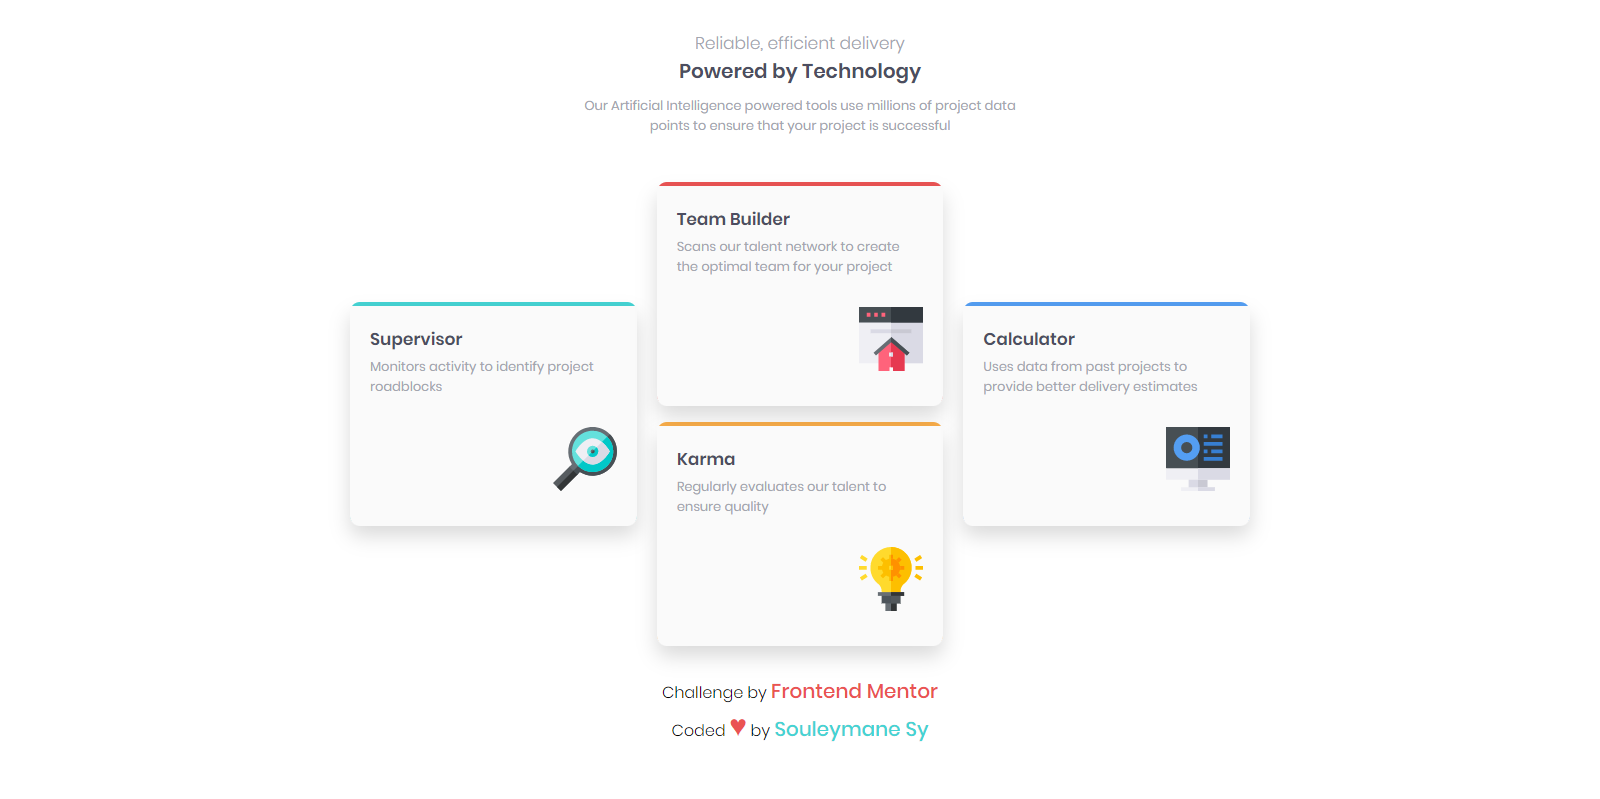 Reliable, efficient delivery
Powered by Technology
Our Artificial Intelligence powered tools use millions of project data
points to ensure that your project is successful
Team Builder
Scans our talent network to create
the optimal team for your project
Supervisor
Monitors activity to identify project
roadblocks
Calculator
Uses data from past projects to
provide better delivery estimates
Karma
Regularly evaluates our talent to
ensure quality
Challenge by Frontend Mentor
Coded ♥ by Souleymane Sy